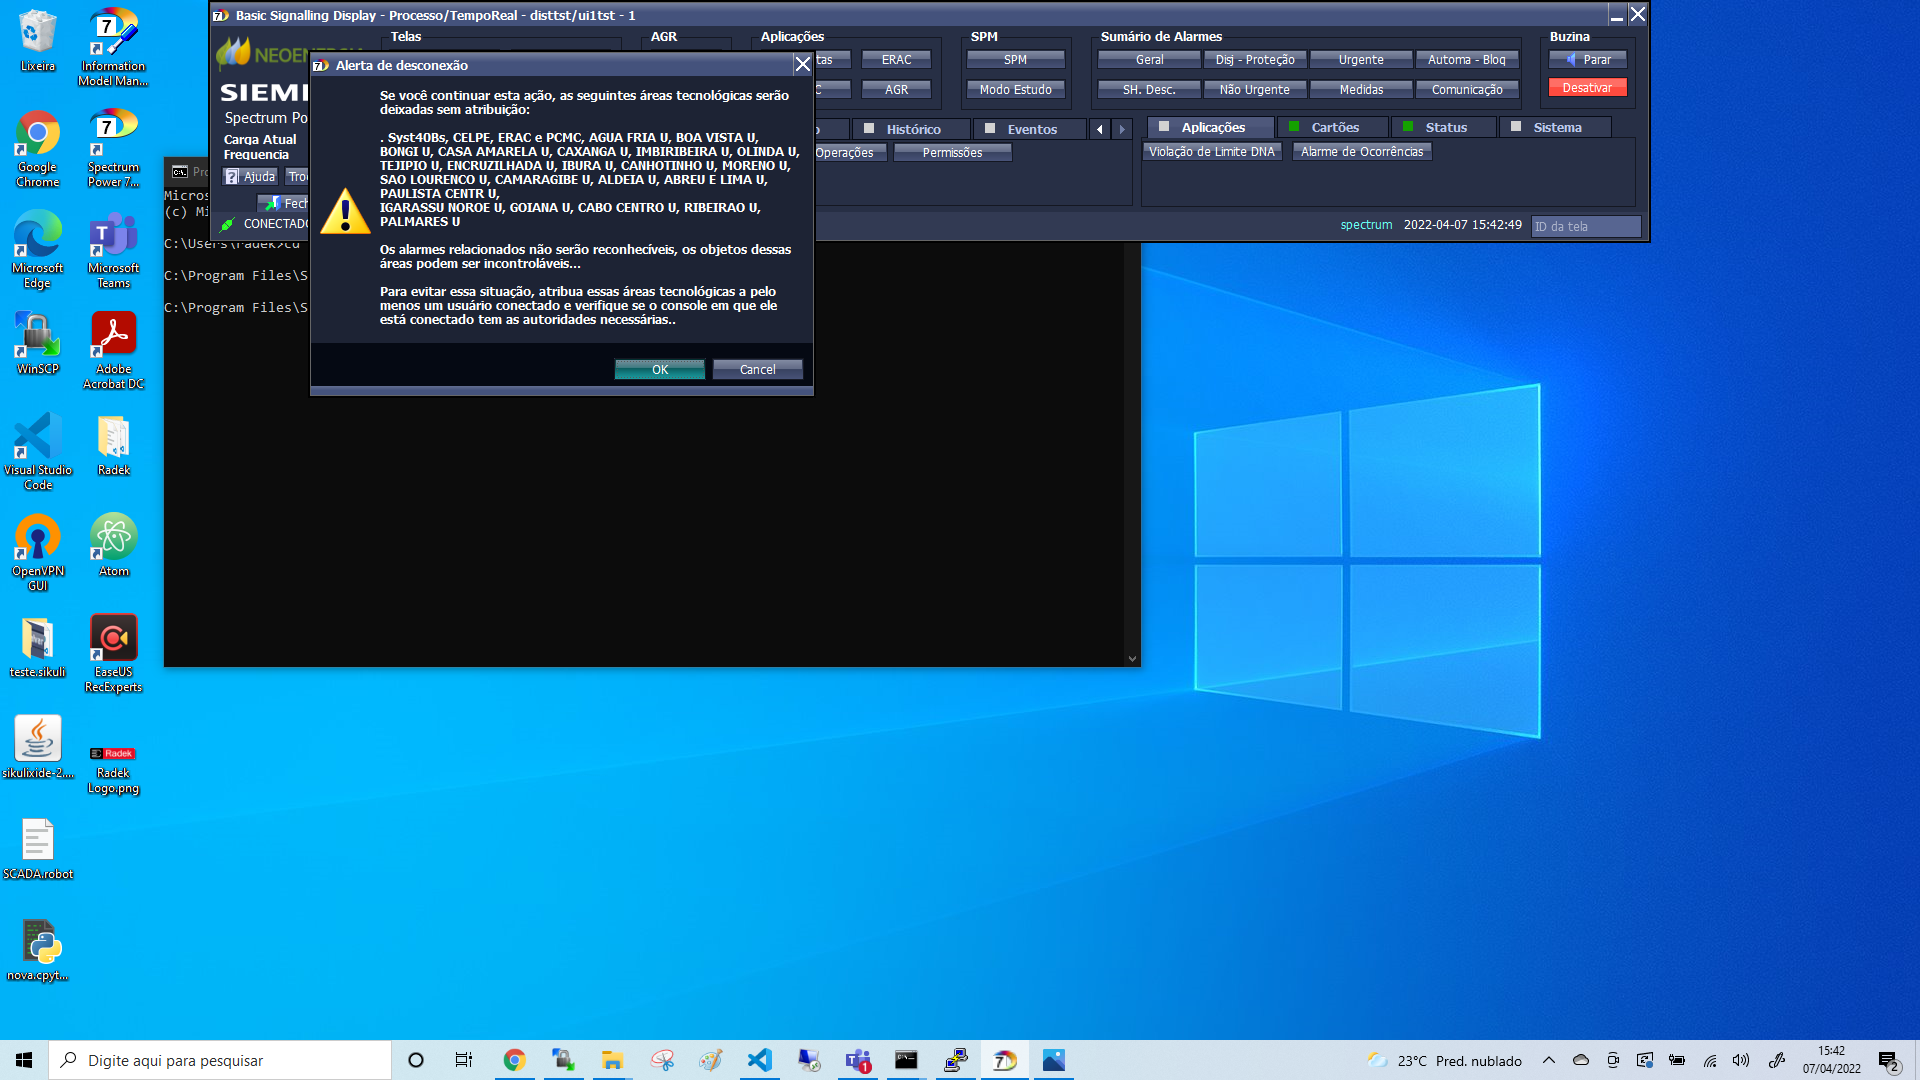 Basic Signalling Display - Processo/TempoReal - disttst/ui1tst - 1
Telas
AGR
Aplicações
SPM
Sumário de Alarmes
Buzina
ERAC
SPM
Geral
Disj - Proteção
Urgente
Automa - Bloq
Parar
AGR
Modo Estudo
SH. Desc.
Não Urgente
Medidas
Comunicação
Desativar
Spectrum Po
Carga Atual
Frequencia
Ajuda
CONECTADO
Histórico
Eventos
Operações
Permissões
Aplicações
Cartões
Status
Sistema
Violação de Limite DNA
Alarme de Ocorrências
spectrum
2022-04-07 15:42:49
ID da tela
Alerta de desconexão
Se você continuar esta ação, as seguintes áreas tecnológicas serão
deixadas sem atribuição:
. Syst40Bs, CELPE, ERAC e PCMC, AGUA FRIA U, BOA VISTA U,
BONGI U, CASA AMARELA U, CAXANGA U, IMBIRIBEIRA U, OLINDA U,
TEJIPIO U, ENCRUZILHADA U, IBURA U, CANHOTINHO U, MORENO U,
SAO LOURENCO U, CAMARAGIBE U, ALDEIA U, ABREU E LIMA U,
PAULISTA CENTR U,
IGARASSU NOROE U, GOIANA U, CABO CENTRO U, RIBEIRAO U,
PALMARES U
Os alarmes relacionados não serão reconhecíveis, os objetos dessas
áreas podem ser incontroláveis...
Para evitar essa situação, atribua essas áreas tecnológicas a pelo
menos um usuário conectado e verifique se o console em que ele
está conectado tem as autoridades necessárias..
OK
Cancel
Micros
(c) Mi
C:\Users\radek>cu
C:\Program Files\S
C:\Program Files\S
Lixeira
Information
Model Man...
Google
Chrome
Spectrum
Power 7...
Microsoft
Edge
Microsoft
Teams
WinSCP
Adobe
Acrobat DC
Visual Studio
Code
Radek
OpenVPN
GUI
Atom
teste.sikuli
EaseUS
RecExperts
sikulixide-2....
Radek
Radek
Logo.png
SCADA.robot
nova.cpyt...
Digite aqui para pesquisar
1
23°C Pred. nublado
15:42
07/04/2022
2